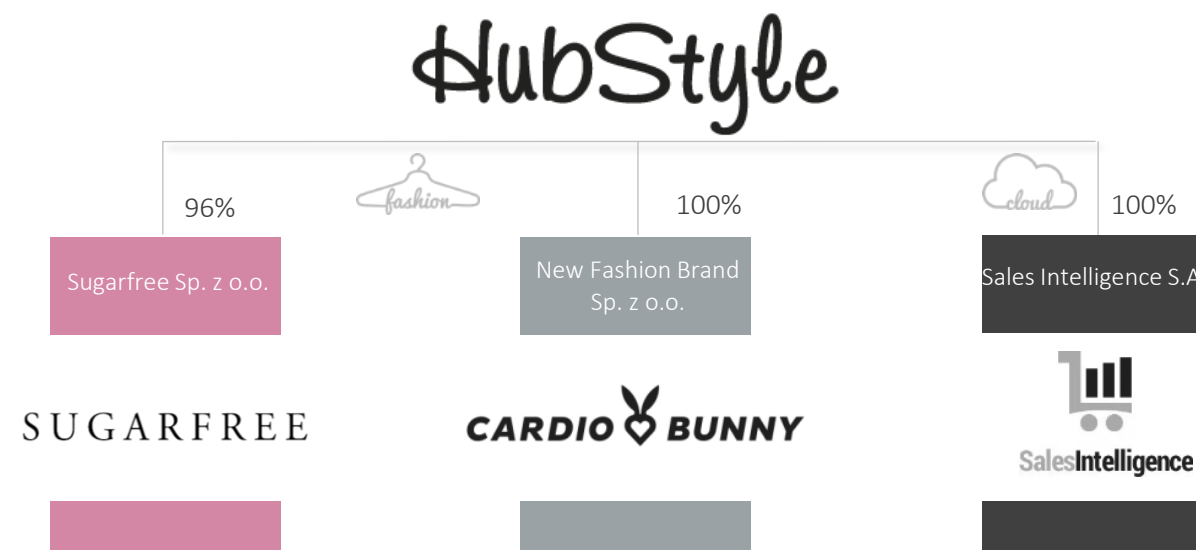 HubStyle
fashion
cloud
96%
100%
100%
Sugarfree Sp. z o.o.
New Fashion Brand
Sp. z o.o.
Sales Intelligence S.A
SUGARFREE
CARDIO BUNNY
SalesIntelligence